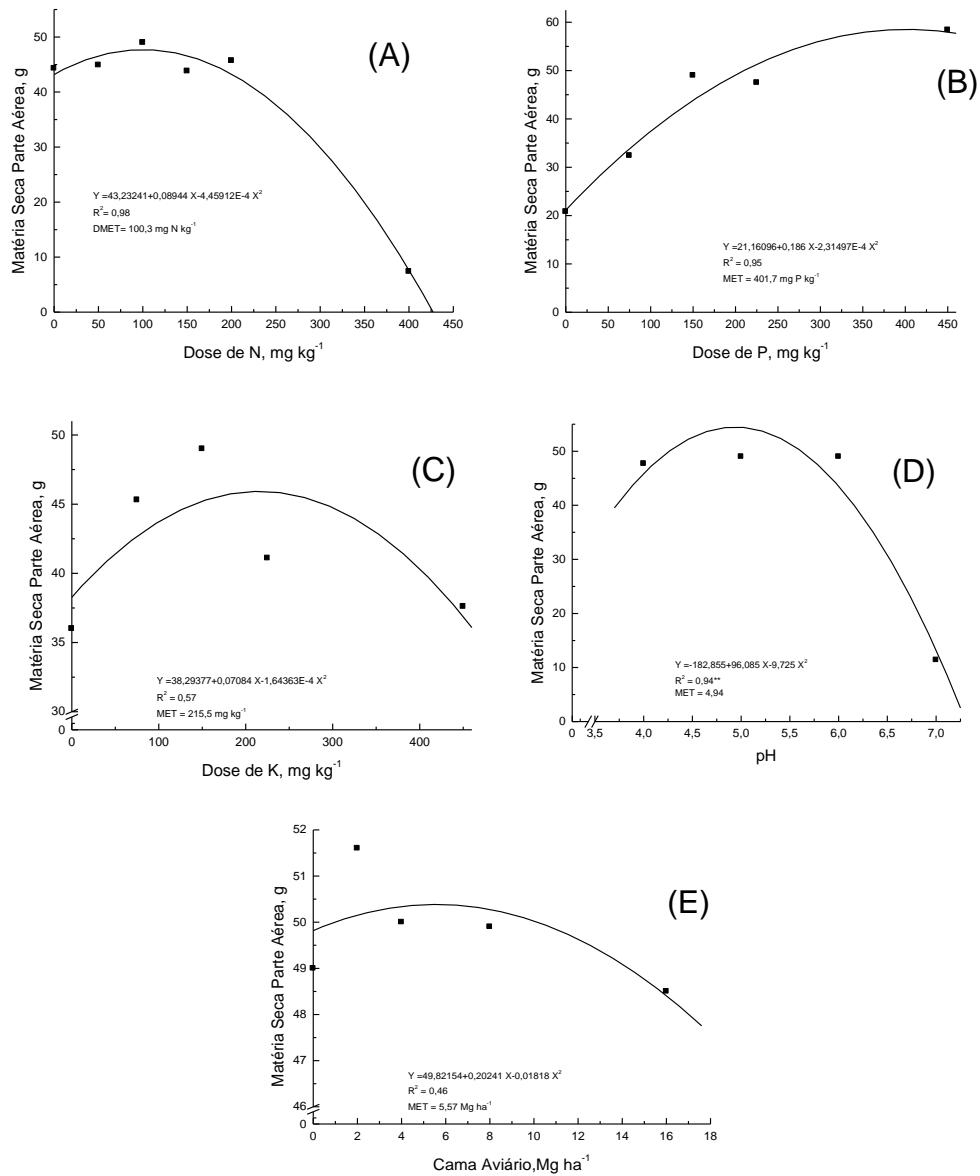 (A)
Matéria Seca Parte Aérea, g
50
40
30
20
10
0
Y =43,23241+0,08944 X-4,45912E-4 X²
R²= 0,98
DMET= 100,3 mg N kg⁻¹
0 50 100 150 200 250 300 350 400 450
Dose de N, mg kg⁻¹
(B)
Matéria Seca Parte Aérea, g
60
50
40
30
20
10
0
Y =21,16096+0,186 X-2,31497E-4 X²
R² = 0,95
MET = 401,7 mg P kg⁻¹
0 50 100 150 200 250 300 350 400 450
Dose de P, mg kg⁻¹
(C)
Matéria Seca Parte Aérea, g
50
45
40
35
30
0
Y =38,29377+0,07084 X-1,64363E-4 X²
R² = 0,57
MET = 215,5 mg kg⁻¹
0 100 200 300 400
Dose de K, mg kg⁻¹
(D)
Matéria Seca Parte Aérea, g
50
40
30
20
10
0
Y =-182,855+96,085 X-9,725 X²
R² = 0,94**
MET = 4,94
0 3,5 4,0 4,5 5,0 5,5 6,0 6,5 7,0
pH
(E)
Matéria Seca Parte Aérea, g
52
51
50
49
48
47
46
0
Y =49,82154+0,20241 X-0,01818 X²
R² = 0,46
MET = 5,57 Mg ha⁻¹
0 2 4 6 8 10 12 14 16 18
Cama Aviário,Mg ha⁻¹